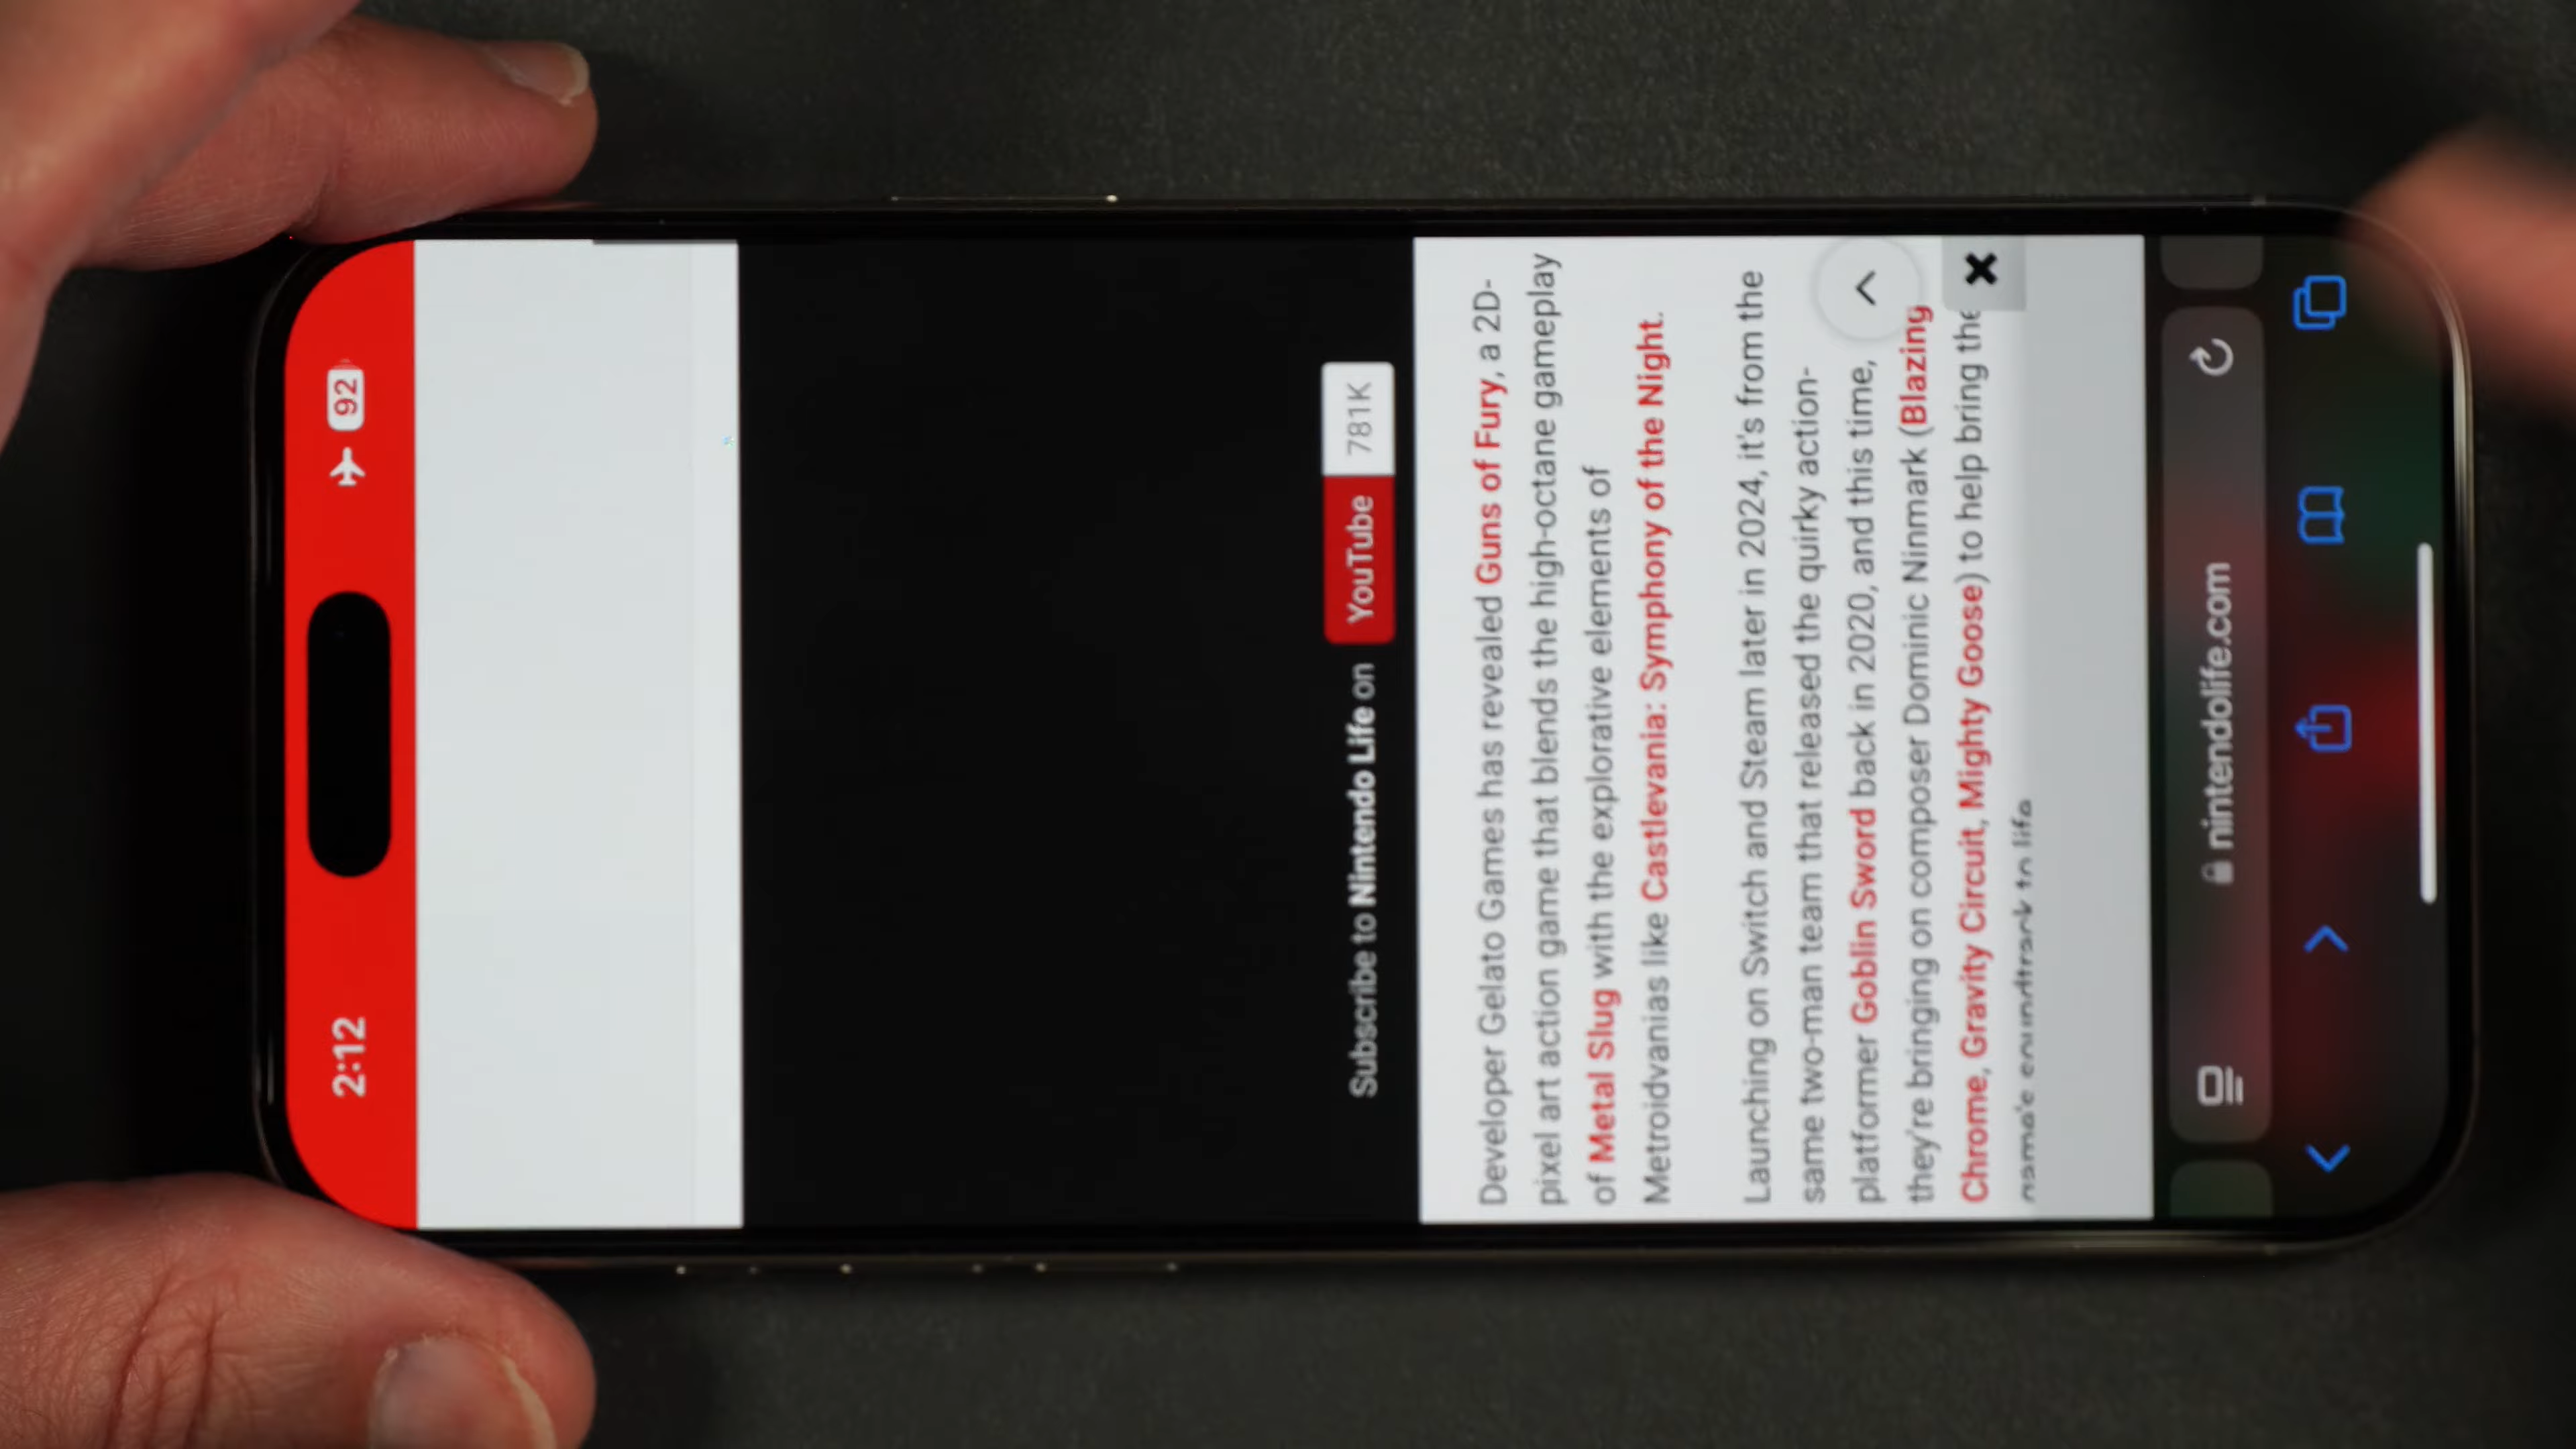 2:12
92
Subscribe to Nintendo Life on YouTube 781K
Developer Gelato Games has revealed Guns of Fury, a 2D-
pixel art action game that blends the high-octane gameplay
of Metal Slug with the explorative elements of
Metroidvanias like Castlevania: Symphony of the Night.
Launching on Switch and Steam later in 2024, it's from the
same two-man team that released the quirky action-
platformer Goblin Sword back in 2020, and this time,
they're bringing on composer Dominic Ninmark (Blazing
Chrome, Gravity Circuit, Mighty Goose) to help bring the
game's soundtrack to life
nintendolife.com